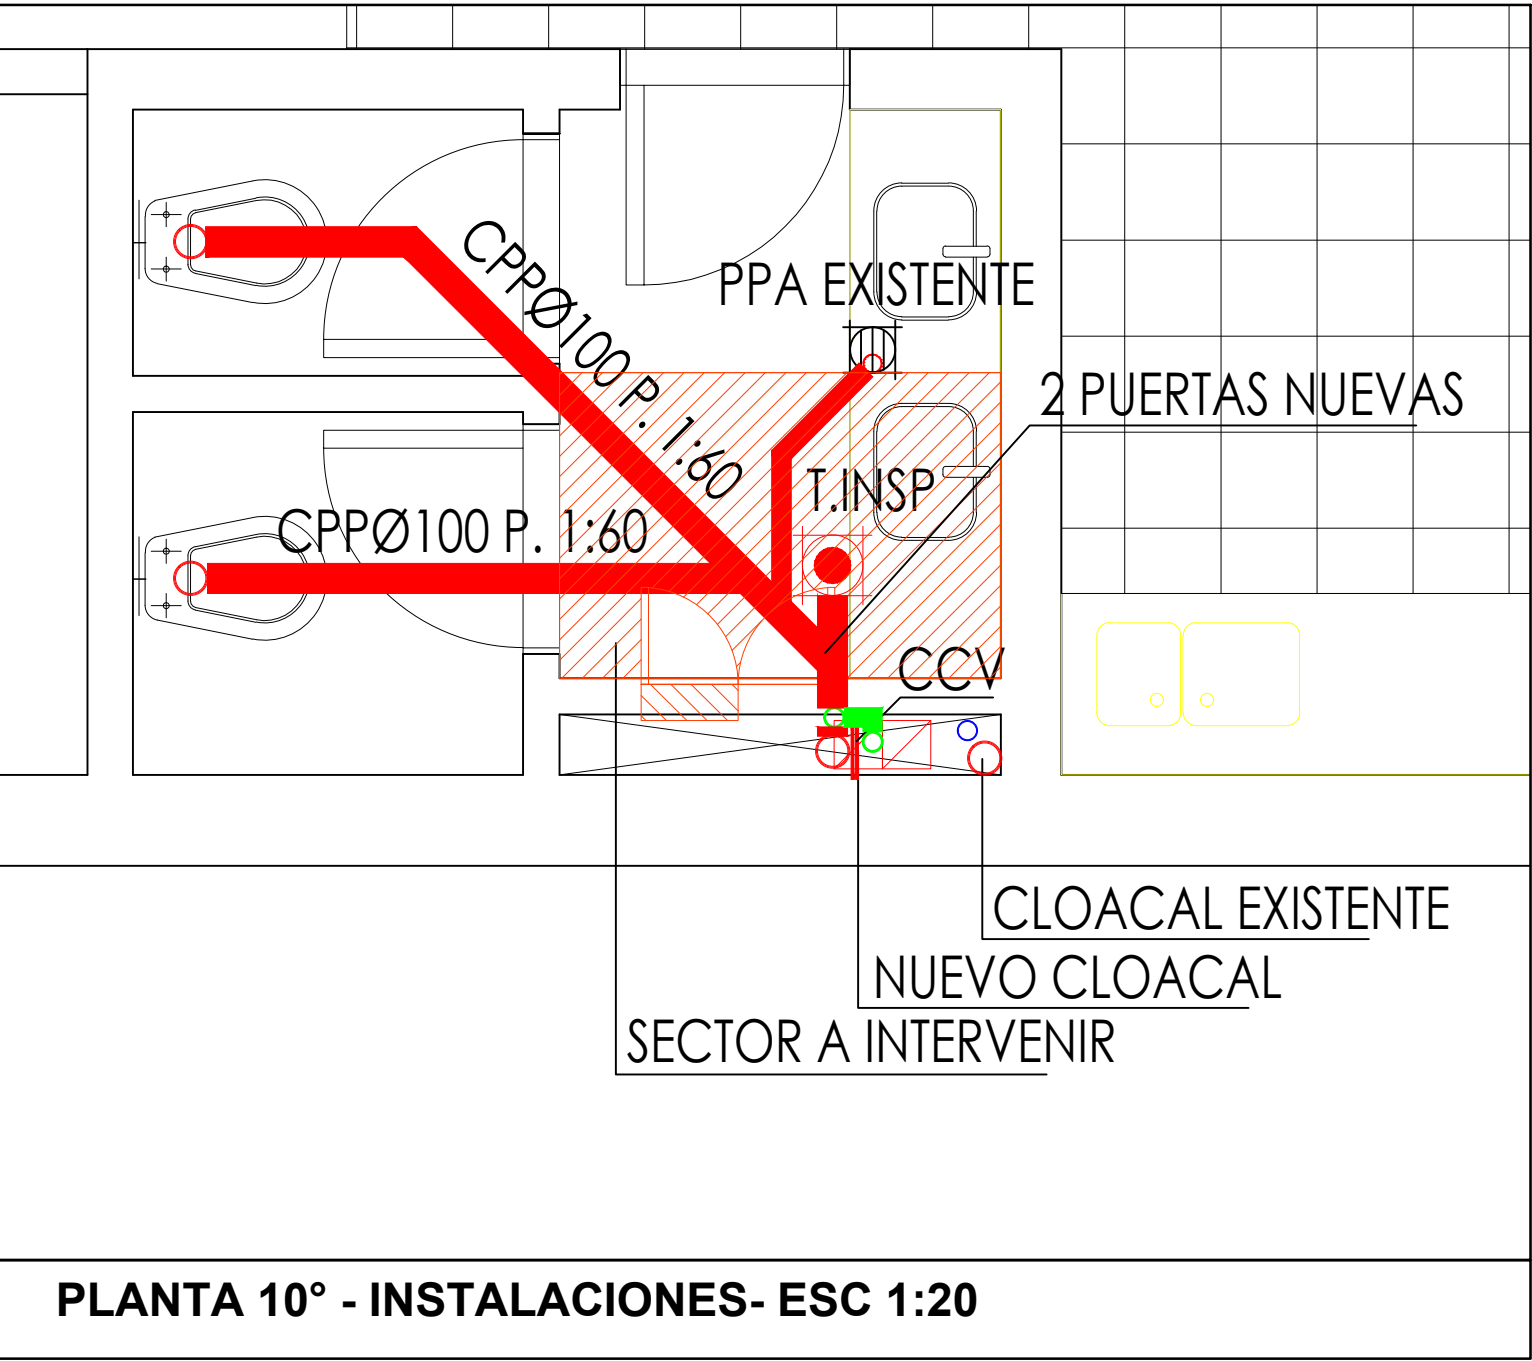 CPPØ100 P. 1:60
PPA EXISTENTE
2 PUERTAS NUEVAS
T.INSP
CPPØ100 P. 1:60
CCV
CLOACAL EXISTENTE
NUEVO CLOACAL
SECTOR A INTERVENIR
PLANTA 10° - INSTALACIONES- ESC 1:20